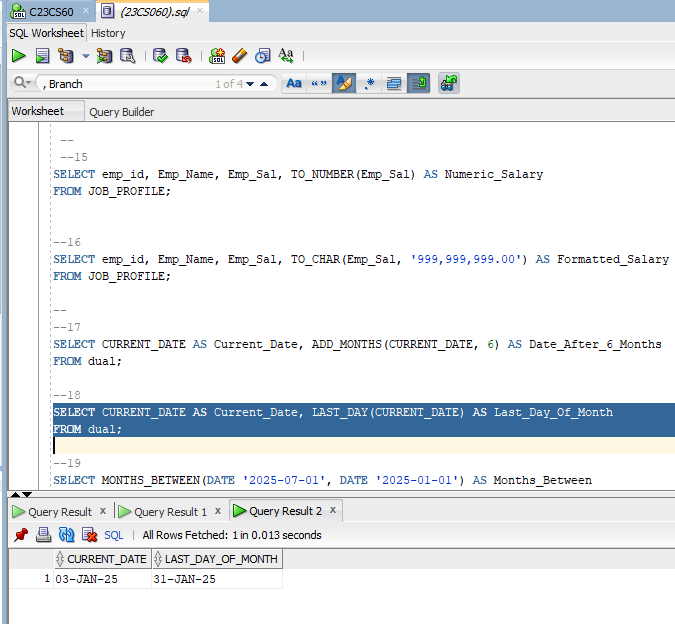 C23CS60 × (23CS060).sql ×
SQL Worksheet History
, Branch 1 of 4 Aa “ ” .*
Worksheet Query Builder
--
--15
SELECT emp_id, Emp_Name, Emp_Sal, TO_NUMBER(Emp_Sal) AS Numeric_Salary
FROM JOB_PROFILE;
--16
SELECT emp_id, Emp_Name, Emp_Sal, TO_CHAR(Emp_Sal, '999,999,999.00') AS Formatted_Salary
FROM JOB_PROFILE;
--
--17
SELECT CURRENT_DATE AS Current_Date, ADD_MONTHS(CURRENT_DATE, 6) AS Date_After_6_Months
FROM dual;
--18
SELECT CURRENT_DATE AS Current_Date, LAST_DAY(CURRENT_DATE) AS Last_Day_Of_Month
FROM dual;
--19
SELECT MONTHS_BETWEEN(DATE '2025-07-01', DATE '2025-01-01') AS Months_Between
Query Result × Query Result 1 × Query Result 2 ×
SQL | All Rows Fetched: 1 in 0.013 seconds
CURRENT_DATE LAST_DAY_OF_MONTH
1 03-JAN-25 31-JAN-25